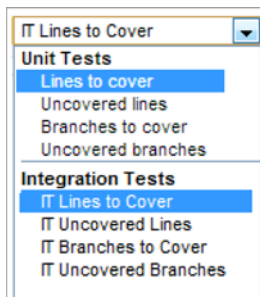 IT Lines to Cover
Unit Tests
Lines to cover
Uncovered lines
Branches to cover
Uncovered branches
Integration Tests
IT Lines to Cover
IT Uncovered Lines
IT Branches to Cover
IT Uncovered Branches